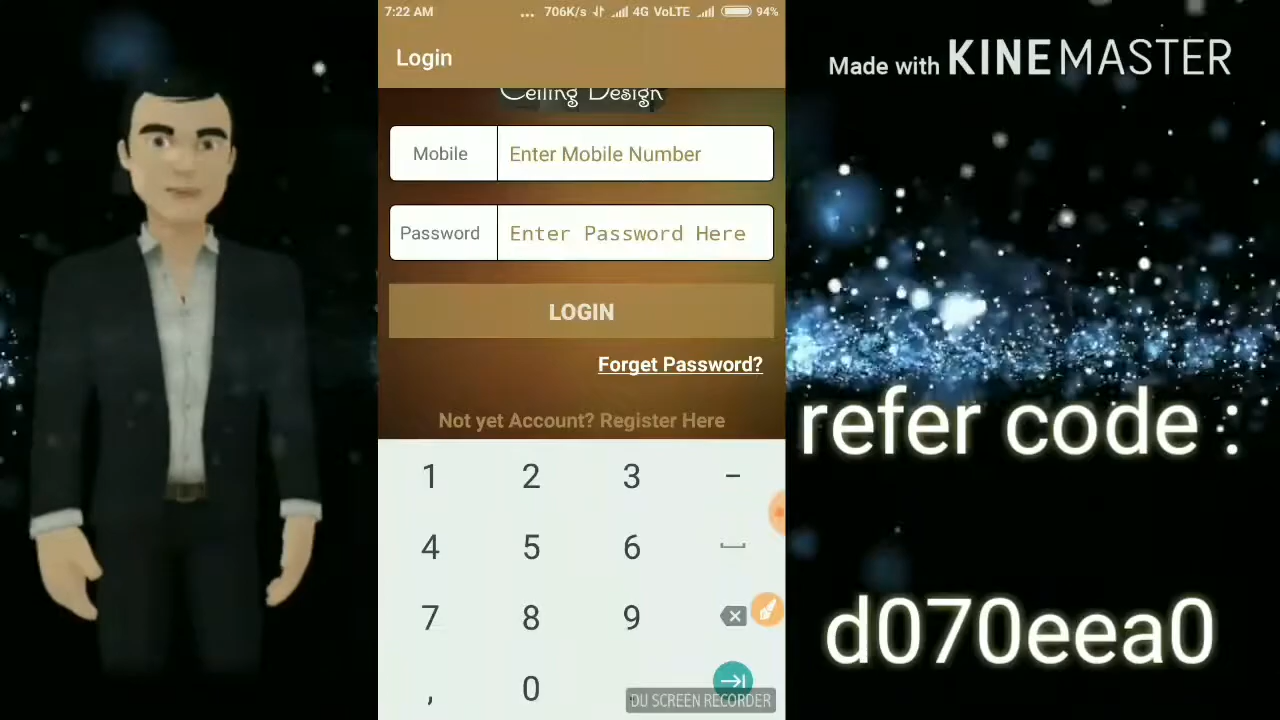 7:22 AM ... 706K/s 4G VoLTE 94%
Login
Made with KINEMASTER
Ceiling Design
Mobile Enter Mobile Number
Password Enter Password Here
LOGIN
Forget Password?
Not yet Account? Register Here
refer code :
d070eea0
1 2 3 -
4 5 6
7 8 9
, 0
DU SCREEN RECORDER